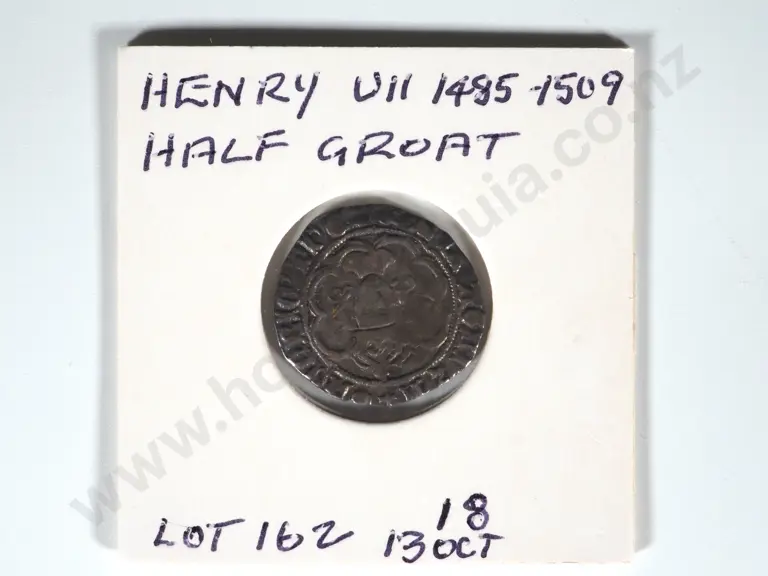 HENRY VII 1485-1509
HALF GROAT
LOT 162
18
13 OCT